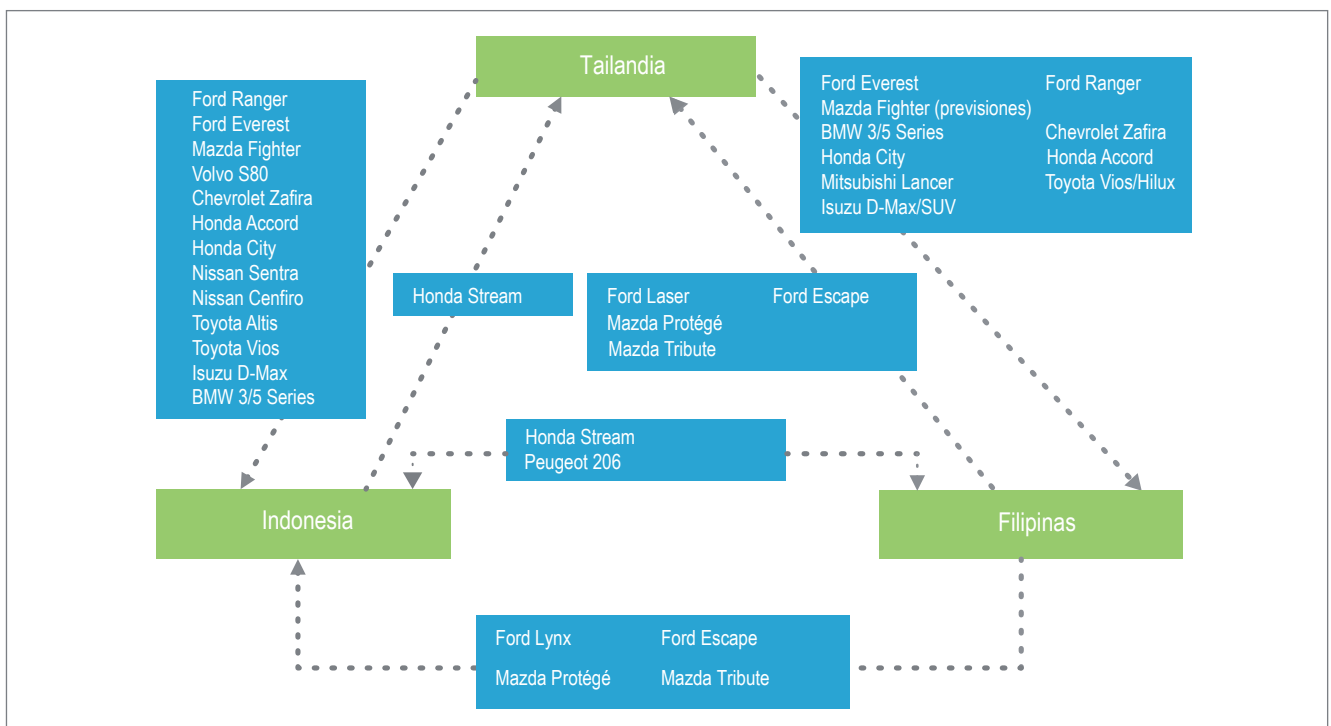 Tailandia
Ford Ranger
Ford Everest
Mazda Fighter
Volvo S80
Chevrolet Zafira
Honda Accord
Honda City
Nissan Sentra
Nissan Cenfiro
Toyota Altis
Toyota Vios
Isuzu D-Max
BMW 3/5 Series
Ford Everest Ford Ranger
Mazda Fighter (previsiones)
BMW 3/5 Series Chevrolet Zafira
Honda City Honda Accord
Mitsubishi Lancer Toyota Vios/Hilux
Isuzu D-Max/SUV
Honda Stream
Ford Laser Ford Escape
Mazda Protégé
Mazda Tribute
Honda Stream
Peugeot 206
Indonesia
Filipinas
Ford Lynx Ford Escape
Mazda Protégé Mazda Tribute